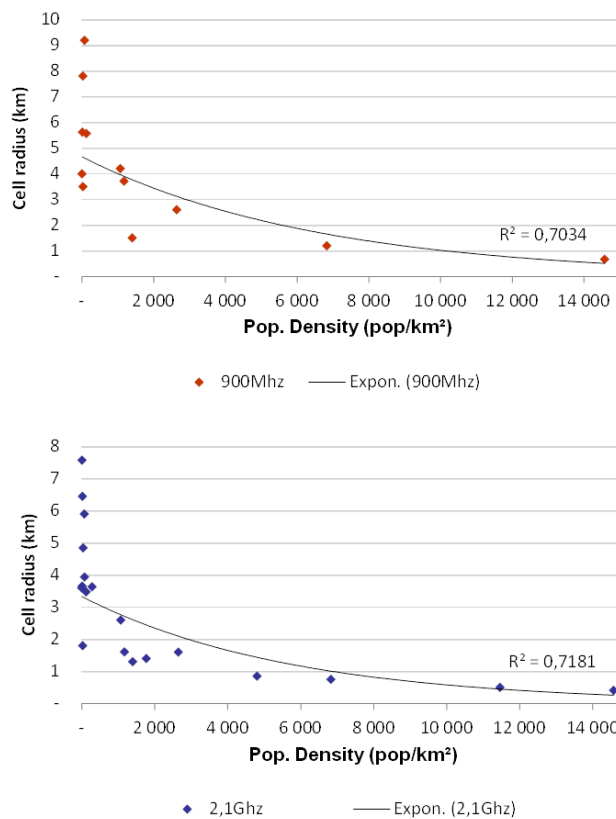 10
9
8
7
6
5
4
3
2
1
-
Cell radius (km)
R² = 0,7034
- 2 000 4 000 6 000 8 000 10 000 12 000 14 000
Pop. Density (pop/km²)
900Mhz Expon. (900Mhz)
8
7
6
5
4
3
2
1
-
Cell radius (km)
R² = 0,7181
- 2 000 4 000 6 000 8 000 10 000 12 000 14 000
Pop. Density (pop/km²)
2,1Ghz Expon. (2,1Ghz)